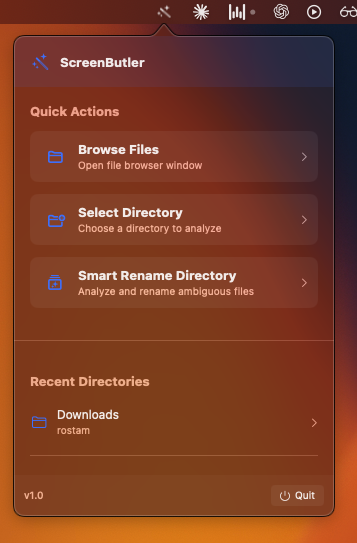 ScreenButler
Quick Actions
Browse Files
Open file browser window
Select Directory
Choose a directory to analyze
Smart Rename Directory
Analyze and rename ambiguous files
Recent Directories
Downloads
rostam
v1.0
Quit